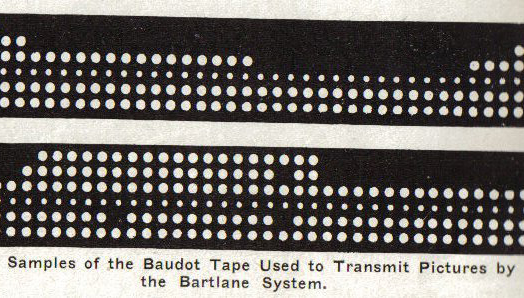 Samples of the Baudot Tape Used to Transmit Pictures by
the Bartlane System.